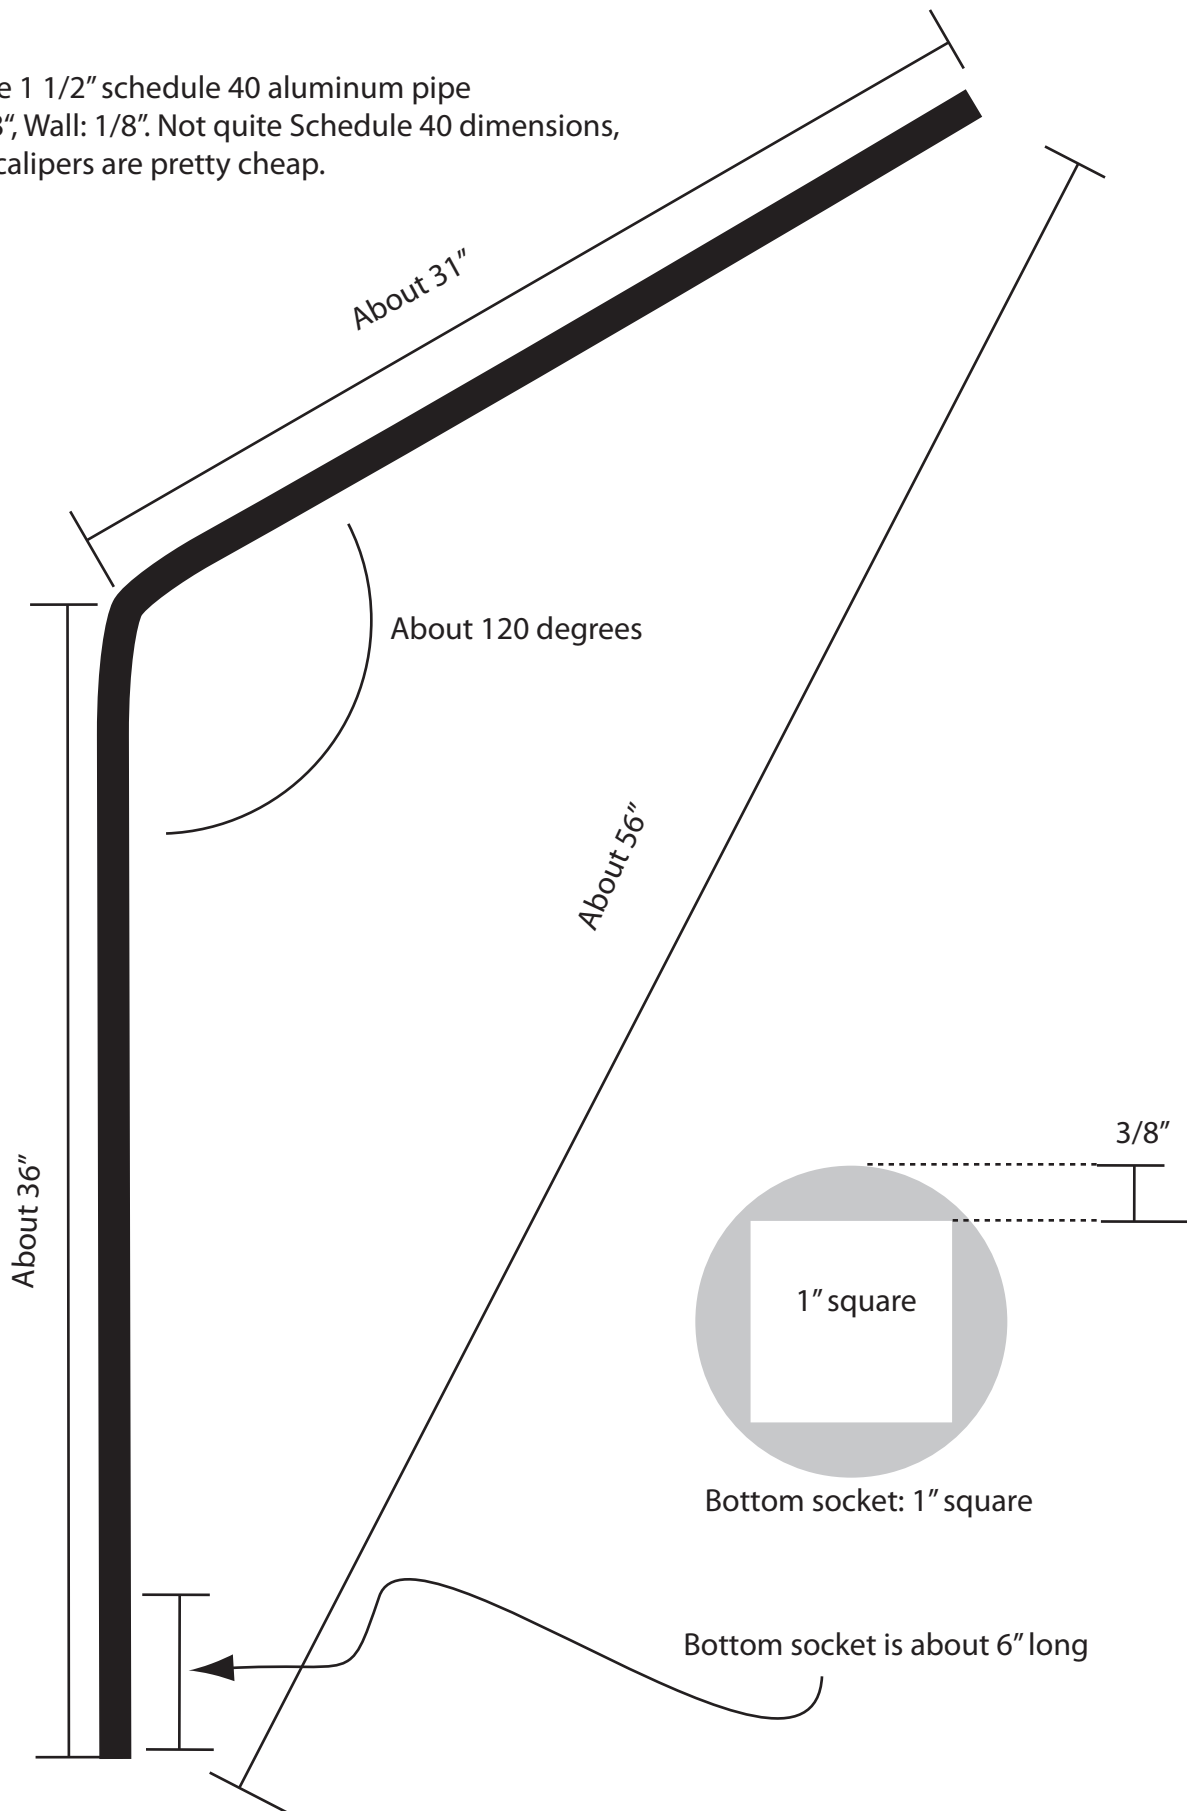 e 1 1/2” schedule 40 aluminum pipe
“, Wall: 1/8”. Not quite Schedule 40 dimensions,
calipers are pretty cheap.
About 31”
About 120 degrees
About 56”
3/8”
About 36”
1” square
Bottom socket: 1” square
Bottom socket is about 6” long